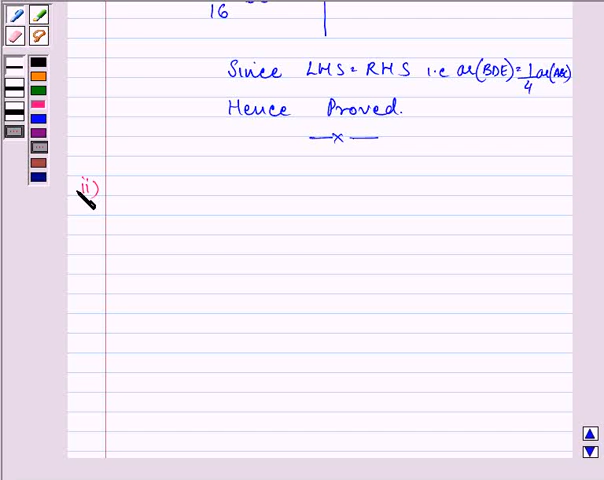 16
Since LHS = RHS i.e ar(BDE) = 1/4 ar(ABC)
Hence Proved.
—x—
ii)